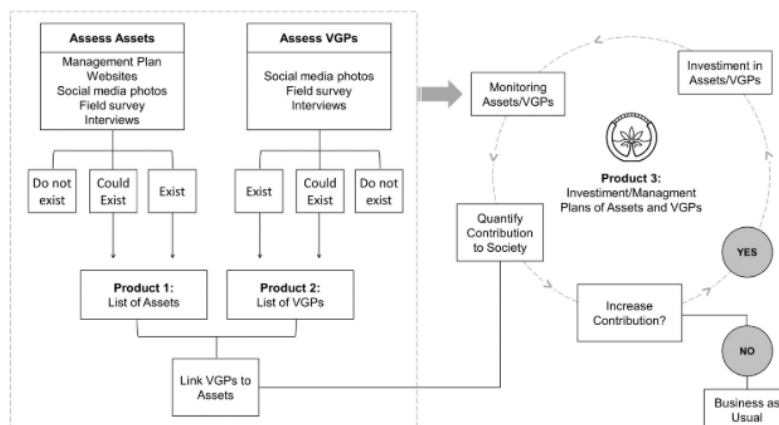 Assess Assets
Management Plan
Websites
Social media photos
Field survey
Interviews
Assess VGPs
Social media photos
Field survey
Interviews
Do not
exist
Could
Exist
Exist
Exist
Could
Exist
Do not
exist
Product 1:
List of Assets
Product 2:
List of VGPs
Link VGPs to
Assets
Monitoring
Assets/VGPs
Investiment in
Assets/VGPs
Product 3:
Investiment/Managment
Plans of Assets and VGPs
Quantify
Contribution
to Society
YES
Increase
Contribution?
NO
Business as
Usual